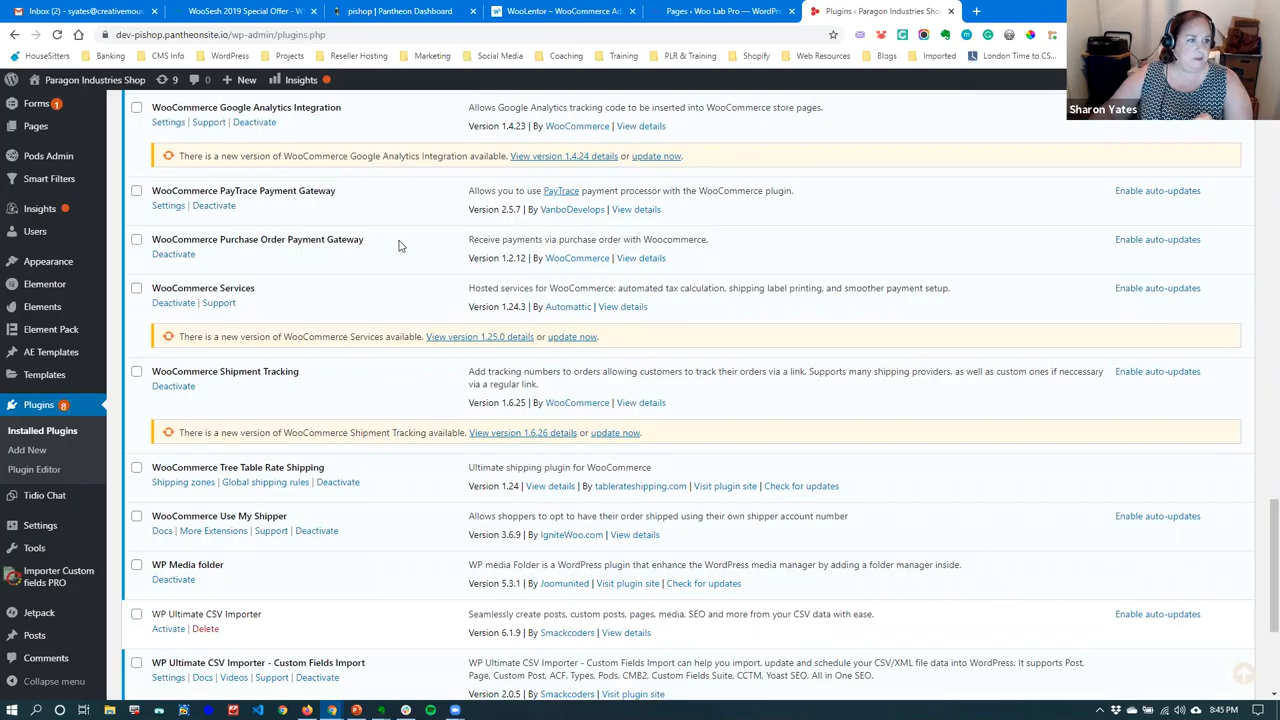 Inbox (3) - syates@creativemous
WooSesh 2019 Special Offer - W
pishop | Pantheon Dashboard
WooLentor – WooCommerce Ad
Pages ‹ Woo Lab Pro — WordPr
Plugins ‹ Paragon Industries Sho
dev-pishop.pantheonsite.io/wp-admin/plugins.php
HouseSitters
Banking
CMS Info
WordPress
Projects
Reseller Hosting
Marketing
Social Media
Coaching
Training
PLR & Training
Shopify
Web Resources
Blogs
Imported
London Time to CS...
Paragon Industries Shop
9
0
New
Insights
Sharon Yates
Forms 1
Pages
Pods Admin
Smart Filters
Insights
Users
Appearance
Elementor
Elements
Element Pack
AE Templates
Templates
Plugins 8
Installed Plugins
Add New
Plugin Editor
Tidio Chat
Settings
Tools
Importer Custom
fields PRO
Jetpack
Posts
Comments
Collapse menu
WooCommerce Google Analytics Integration
Allows Google Analytics tracking code to be inserted into WooCommerce store pages.
Settings | Support | Deactivate
Version 1.4.23 | By WooCommerce | View details
There is a new version of WooCommerce Google Analytics Integration available. View version 1.4.24 details or update now.
WooCommerce PayTrace Payment Gateway
Allows you to use PayTrace payment processor with the WooCommerce plugin.
Enable auto-updates
Settings | Deactivate
Version 2.5.7 | By VanboDevelops | View details
WooCommerce Purchase Order Payment Gateway
Receive payments via purchase order with Woocommerce.
Enable auto-updates
Deactivate
Version 1.2.12 | By WooCommerce | View details
WooCommerce Services
Hosted services for WooCommerce: automated tax calculation, shipping label printing, and smoother payment setup.
Enable auto-updates
Deactivate | Support
Version 1.24.3 | By Automattic | View details
There is a new version of WooCommerce Services available. View version 1.25.0 details or update now.
WooCommerce Shipment Tracking
Add tracking numbers to orders allowing customers to track their orders via a link. Supports many shipping providers, as well as custom ones if neccessary
via a regular link.
Enable auto-updates
Deactivate
Version 1.6.25 | By WooCommerce | View details
There is a new version of WooCommerce Shipment Tracking available. View version 1.6.26 details or update now.
WooCommerce Tree Table Rate Shipping
Ultimate shipping plugin for WooCommerce
Shipping zones | Global shipping rules | Deactivate
Version 1.24 | View details | By tablerateshipping.com | Visit plugin site | Check for updates
WooCommerce Use My Shipper
Allows shoppers to opt to have their order shipped using their own shipper account number
Enable auto-updates
Docs | More Extensions | Support | Deactivate
Version 3.6.9 | By IgniteWoo.com | View details
WP Media folder
WP media Folder is a WordPress plugin that enhance the WordPress media manager by adding a folder manager inside.
Deactivate
Version 5.3.1 | By Joomunited | Visit plugin site | Check for updates
WP Ultimate CSV Importer
Seamlessly create posts, custom posts, pages, media, SEO and more from your CSV data with ease.
Enable auto-updates
Activate | Delete
Version 6.1.9 | By Smackcoders | View details
WP Ultimate CSV Importer - Custom Fields Import
WP Ultimate CSV Importer - Custom Fields Import can help you import, update and schedule your CSV/XML file data into WordPress. It supports Post,
Page, Custom Post, ACF, Types, Pods, CMB2, Custom Fields Suite, CCTM, Yoast SEO, All in One SEO.
Settings | Docs | Videos | Support | Deactivate
Version 2.0.5 | By Smackcoders | Visit plugin site
8:45 PM